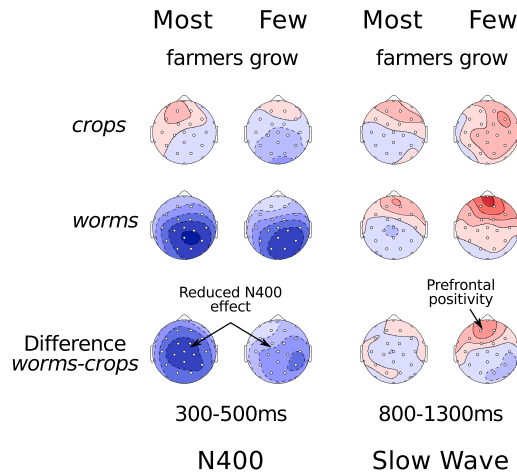 Most Few Most Few
farmers grow farmers grow
crops
worms
Reduced N400
effect
Prefrontal
positivity
Difference
worms-crops
300-500ms 800-1300ms
N400 Slow Wave